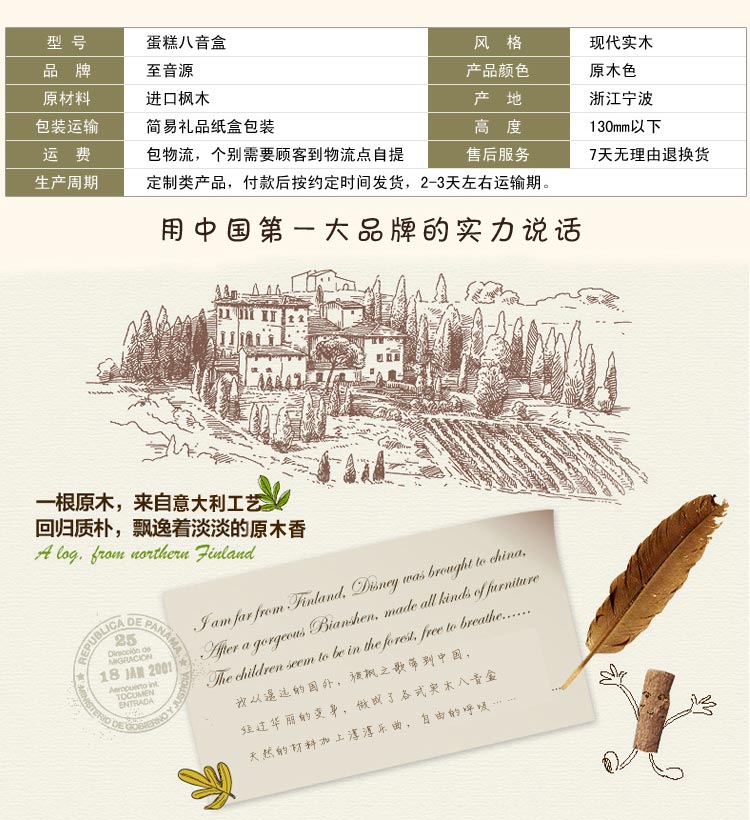 型 号 蛋糕八音盒 风 格 现代实木
品 牌 至音源 产品颜色 原木色
原材料 进口枫木 产 地 浙江宁波
包装运输 简易礼品纸盒包装 高 度 130mm以下
运 费 包物流，个别需要顾客到物流点自提 售后服务 7天无理由退换货
生产周期 定制类产品，付款后按约定时间发货，2-3天左右运输期。
用中国第一大品牌的实力说话
一根原木，来自意大利工艺
回归质朴，飘逸着淡淡的原木香
A log, from northern Finland
I am far from Finland, Disney was brought to china,
After a gorgeous Bianshen, made all kinds of furniture
The children seem to be in the forest, free to breathe......
我从遥远的国外，被枫之歌带到中国，
经过华丽的变身，做成了各式实木八音盒
天然的材料加上淳淳乐曲，自由的呼吸……
REPUBLICA DE PANAMA
25
Dirección de
MIGRACION
18 JAN 2001
Aeropuerto int.
TOCUMEN
ENTRADA
MINISTERIO DE GOBIERNO Y JUSTICIA